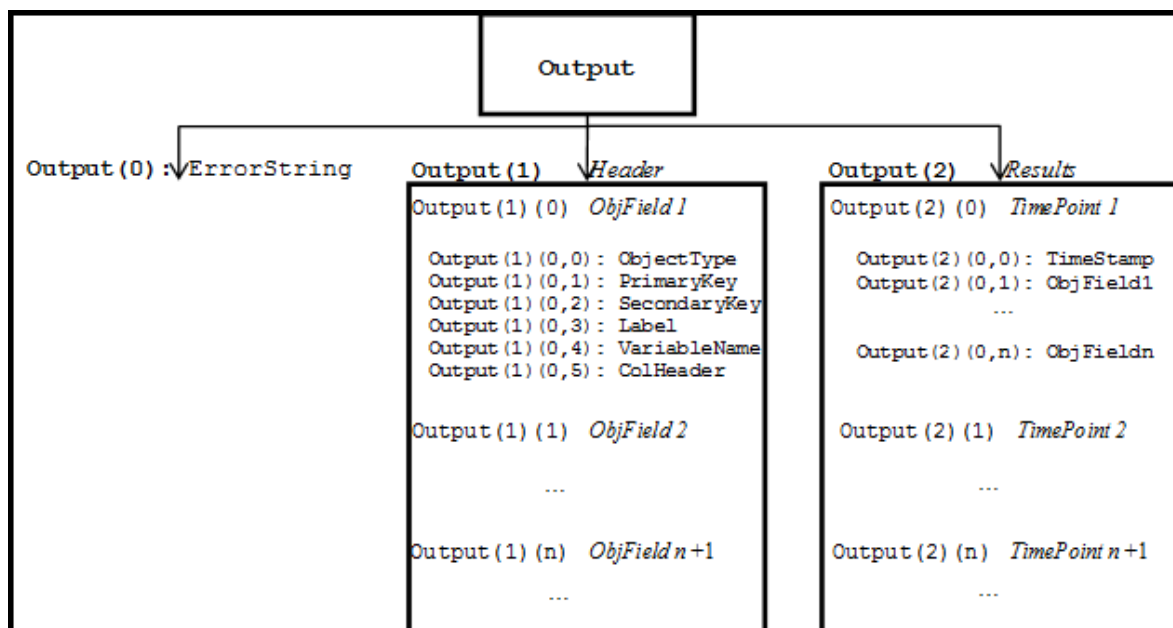 Output
Output(0): ErrorString
Output(1) Header
Output(1)(0) ObjField 1
Output(1)(0,0): ObjectType
Output(1)(0,1): PrimaryKey
Output(1)(0,2): SecondaryKey
Output(1)(0,3): Label
Output(1)(0,4): VariableName
Output(1)(0,5): ColHeader
Output(1)(1) ObjField 2
...
Output(1)(n) ObjField n+1
...
Output(2) Results
Output(2)(0) TimePoint 1
Output(2)(0,0): TimeStamp
Output(2)(0,1): ObjField1
...
Output(2)(0,n): ObjFieldn
Output(2)(1) TimePoint 2
...
Output(2)(n) TimePoint n+1
...